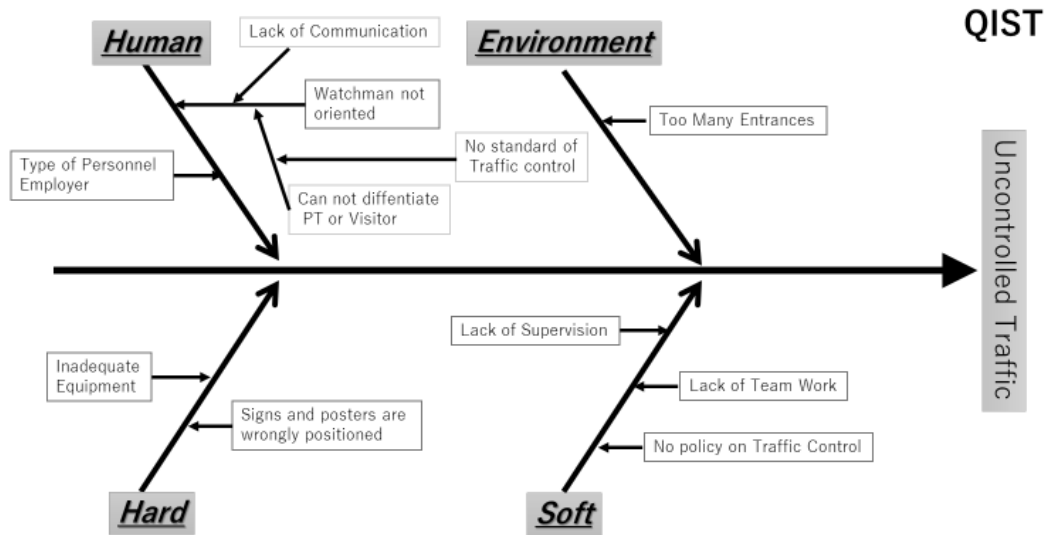 QIST
Human
Lack of Communication
Environment
Watchman not
oriented
Too Many Entrances
No standard of
Traffic control
Type of Personnel
Employer
Can not diffentiate
PT or Visitor
Uncontrolled Traffic
Lack of Supervision
Inadequate
Equipment
Lack of Team Work
Signs and posters are
wrongly positioned
No policy on Traffic Control
Hard
Soft